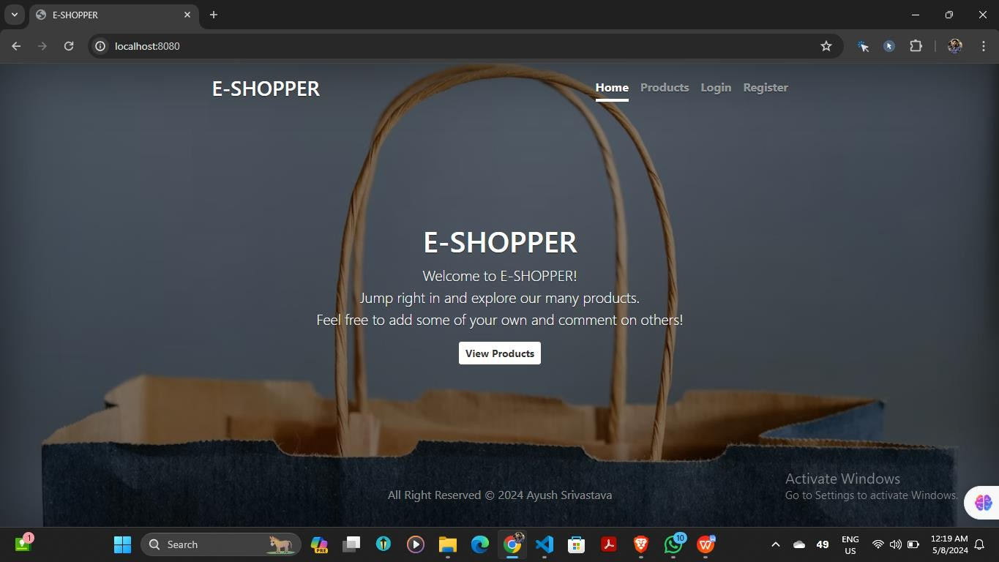 E-SHOPPER
localhost:8080
E-SHOPPER
Home Products Login Register
E-SHOPPER
Welcome to E-SHOPPER!
Jump right in and explore our many products.
Feel free to add some of your own and comment on others!
View Products
All Right Reserved © 2024 Ayush Srivastava
Activate Windows
Go to Settings to activate Windows.
1
Search
PRE
10
49
ENG
US
12:19 AM
5/8/2024